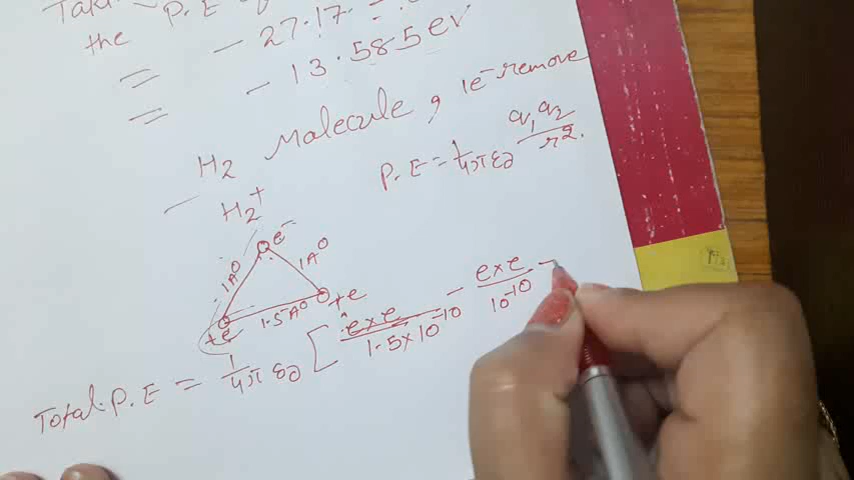 the P.E
= - 27.17
= - 13.585 eV
H2 Molecule, 1e- remove
H2+
P.E = 1/4πε0 q1q2/r2.
e-
1A° 1A°
+e 1.5A° +e
Total P.E = 1/4πε0 [ e×e/1.5×10-10 - e×e/10-10 -